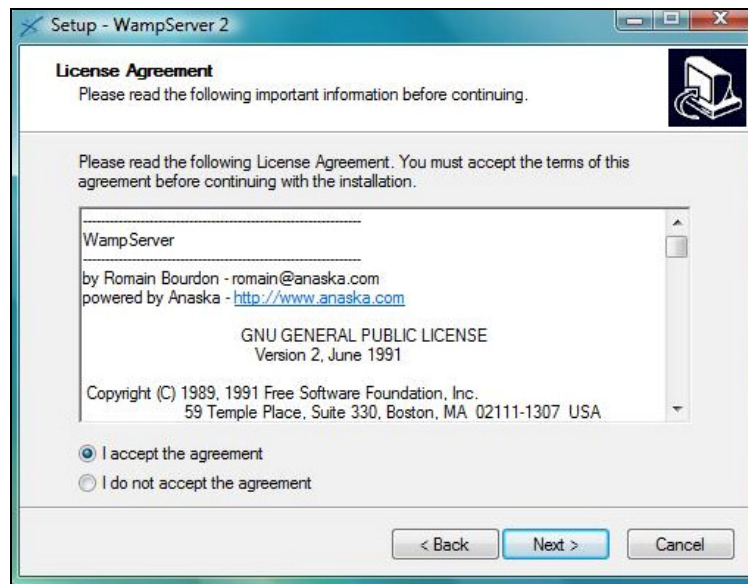 Setup - WampServer 2
License Agreement
Please read the following important information before continuing.
Please read the following License Agreement. You must accept the terms of this
agreement before continuing with the installation.
------------------------------------------------------------
WampServer
------------------------------------------------------------
by Romain Bourdon - romain@anaska.com
powered by Anaska - http://www.anaska.com
GNU GENERAL PUBLIC LICENSE
Version 2, June 1991
Copyright (C) 1989, 1991 Free Software Foundation, Inc.
59 Temple Place, Suite 330, Boston, MA 02111-1307 USA
I accept the agreement
I do not accept the agreement
< Back Next > Cancel